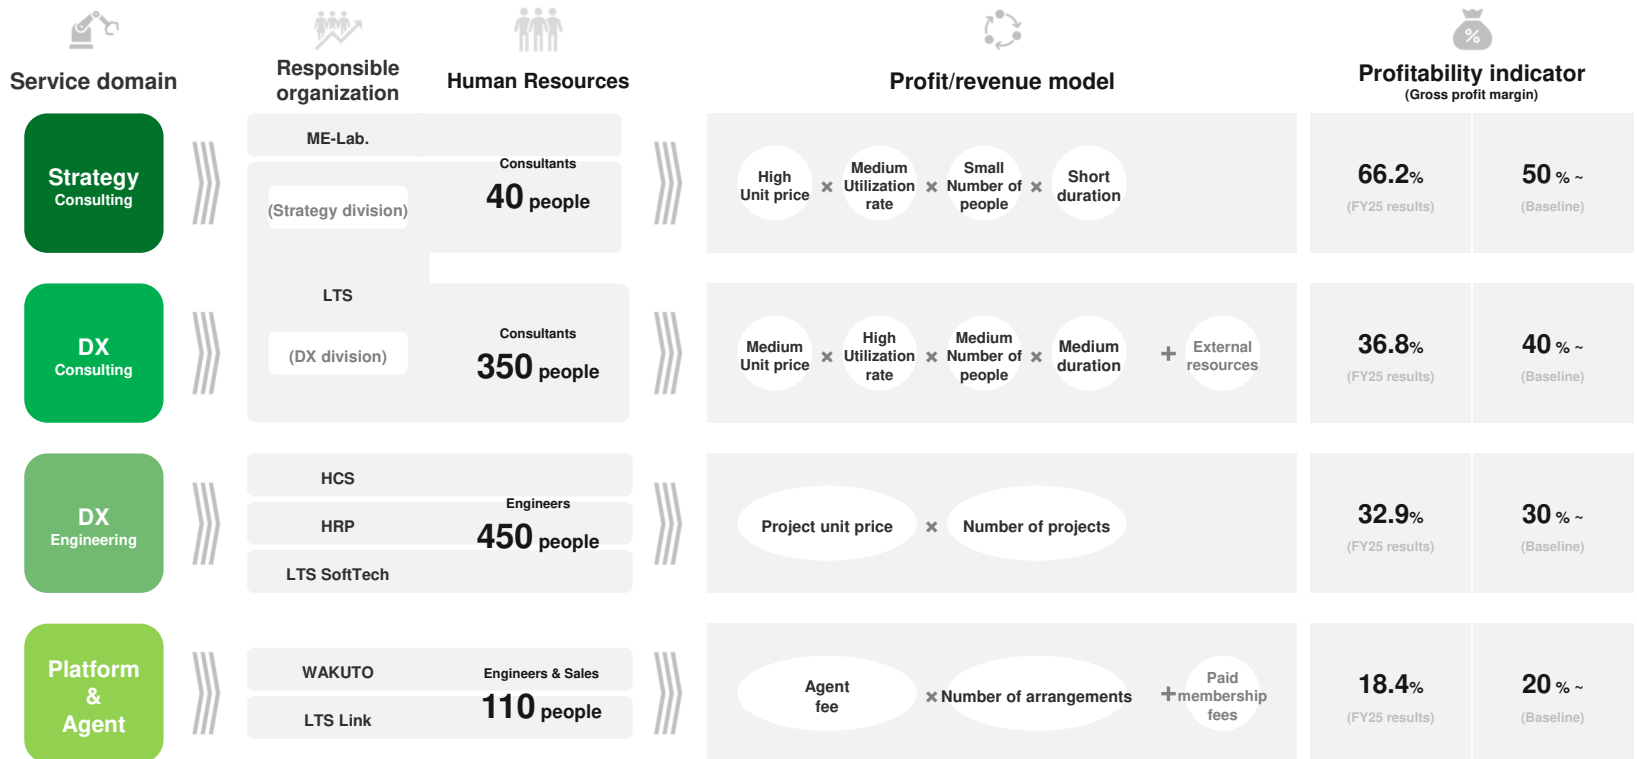 Service domain
Responsible
organization
Human Resources
Profit/revenue model
Profitability indicator
(Gross profit margin)
%
Strategy
Consulting
ME-Lab.
(Strategy division)
Consultants
40 people
High
Unit price
×
Medium
Utilization
rate
×
Small
Number of
people
×
Short
duration
66.2%
(FY25 results)
50 % ~
(Baseline)
DX
Consulting
LTS
(DX division)
Consultants
350 people
Medium
Unit price
×
High
Utilization
rate
×
Medium
Number of
people
×
Medium
duration
+
External
resources
36.8%
(FY25 results)
40 % ~
(Baseline)
DX
Engineering
HCS
HRP
LTS SoftTech
Engineers
450 people
Project unit price
×
Number of projects
32.9%
(FY25 results)
30 % ~
(Baseline)
Platform
&
Agent
WAKUTO
LTS Link
Engineers & Sales
110 people
Agent
fee
×
Number of arrangements
+
Paid
membership
fees
18.4%
(FY25 results)
20 % ~
(Baseline)